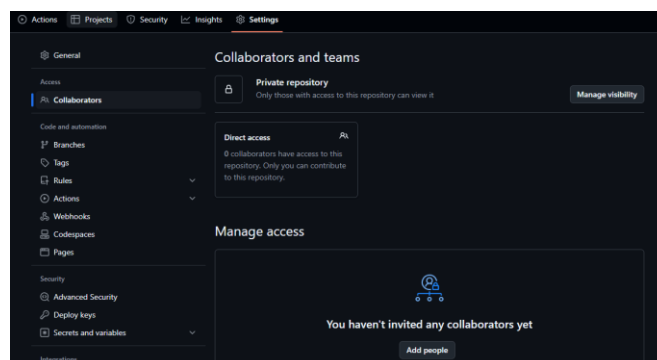 Actions Projects Security Insights Settings
General
Access
Collaborators
Code and automation
Branches
Tags
Rules
Actions
Webhooks
Codespaces
Pages
Security
Advanced Security
Deploy keys
Secrets and variables
Integrations
Collaborators and teams
Private repository
Only those with access to this repository can view it
Manage visibility
Direct access
0 collaborators have access to this
repository. Only you can contribute
to this repository.
Manage access
You haven't invited any collaborators yet
Add people